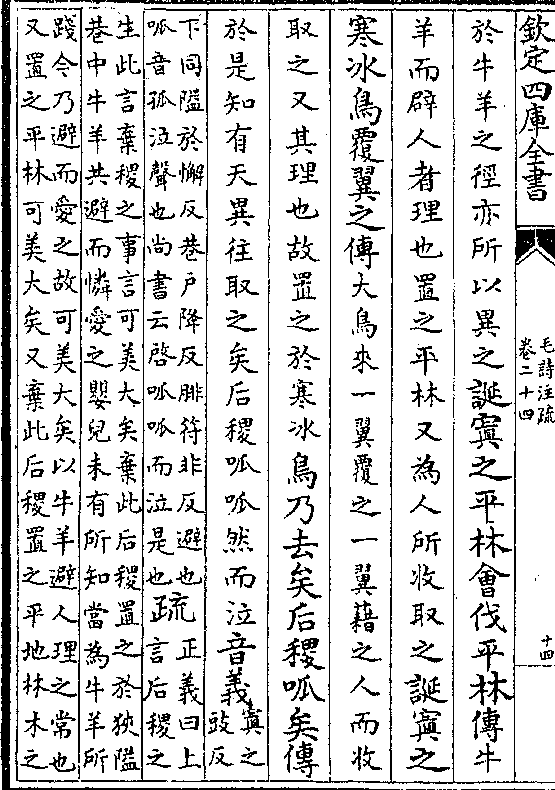 欽定四庫全書
毛詩注疏
卷二十四
十四
於牛羊之徑亦所以異之誕寘之平林會伐平林傳牛
羊而辟人者理也置之平林又為人所收取之誕寘之
寒冰鳥覆翼之傳大鳥來一翼覆之一翼藉之人而收
取之又其理也故置之於寒冰鳥乃去矣后稷呱矣傳
於是知有天異往取之矣后稷呱呱然而泣音義寘之
豉反
下同隘於懈反巷戶降反腓符非反避也
呱音孤泣聲也尚書云啓呱呱而泣是也
疏
正義曰上
言后稷之
生此言棄稷之事言可美大矣棄此后稷置之於狹隘
巷中牛羊共避而憐愛之嬰兒未有所知當為牛羊所
踐令乃避而愛之故可美大矣以牛羊避人理之常也
又置之平林可美大矣又棄此后稷置之平地林木之